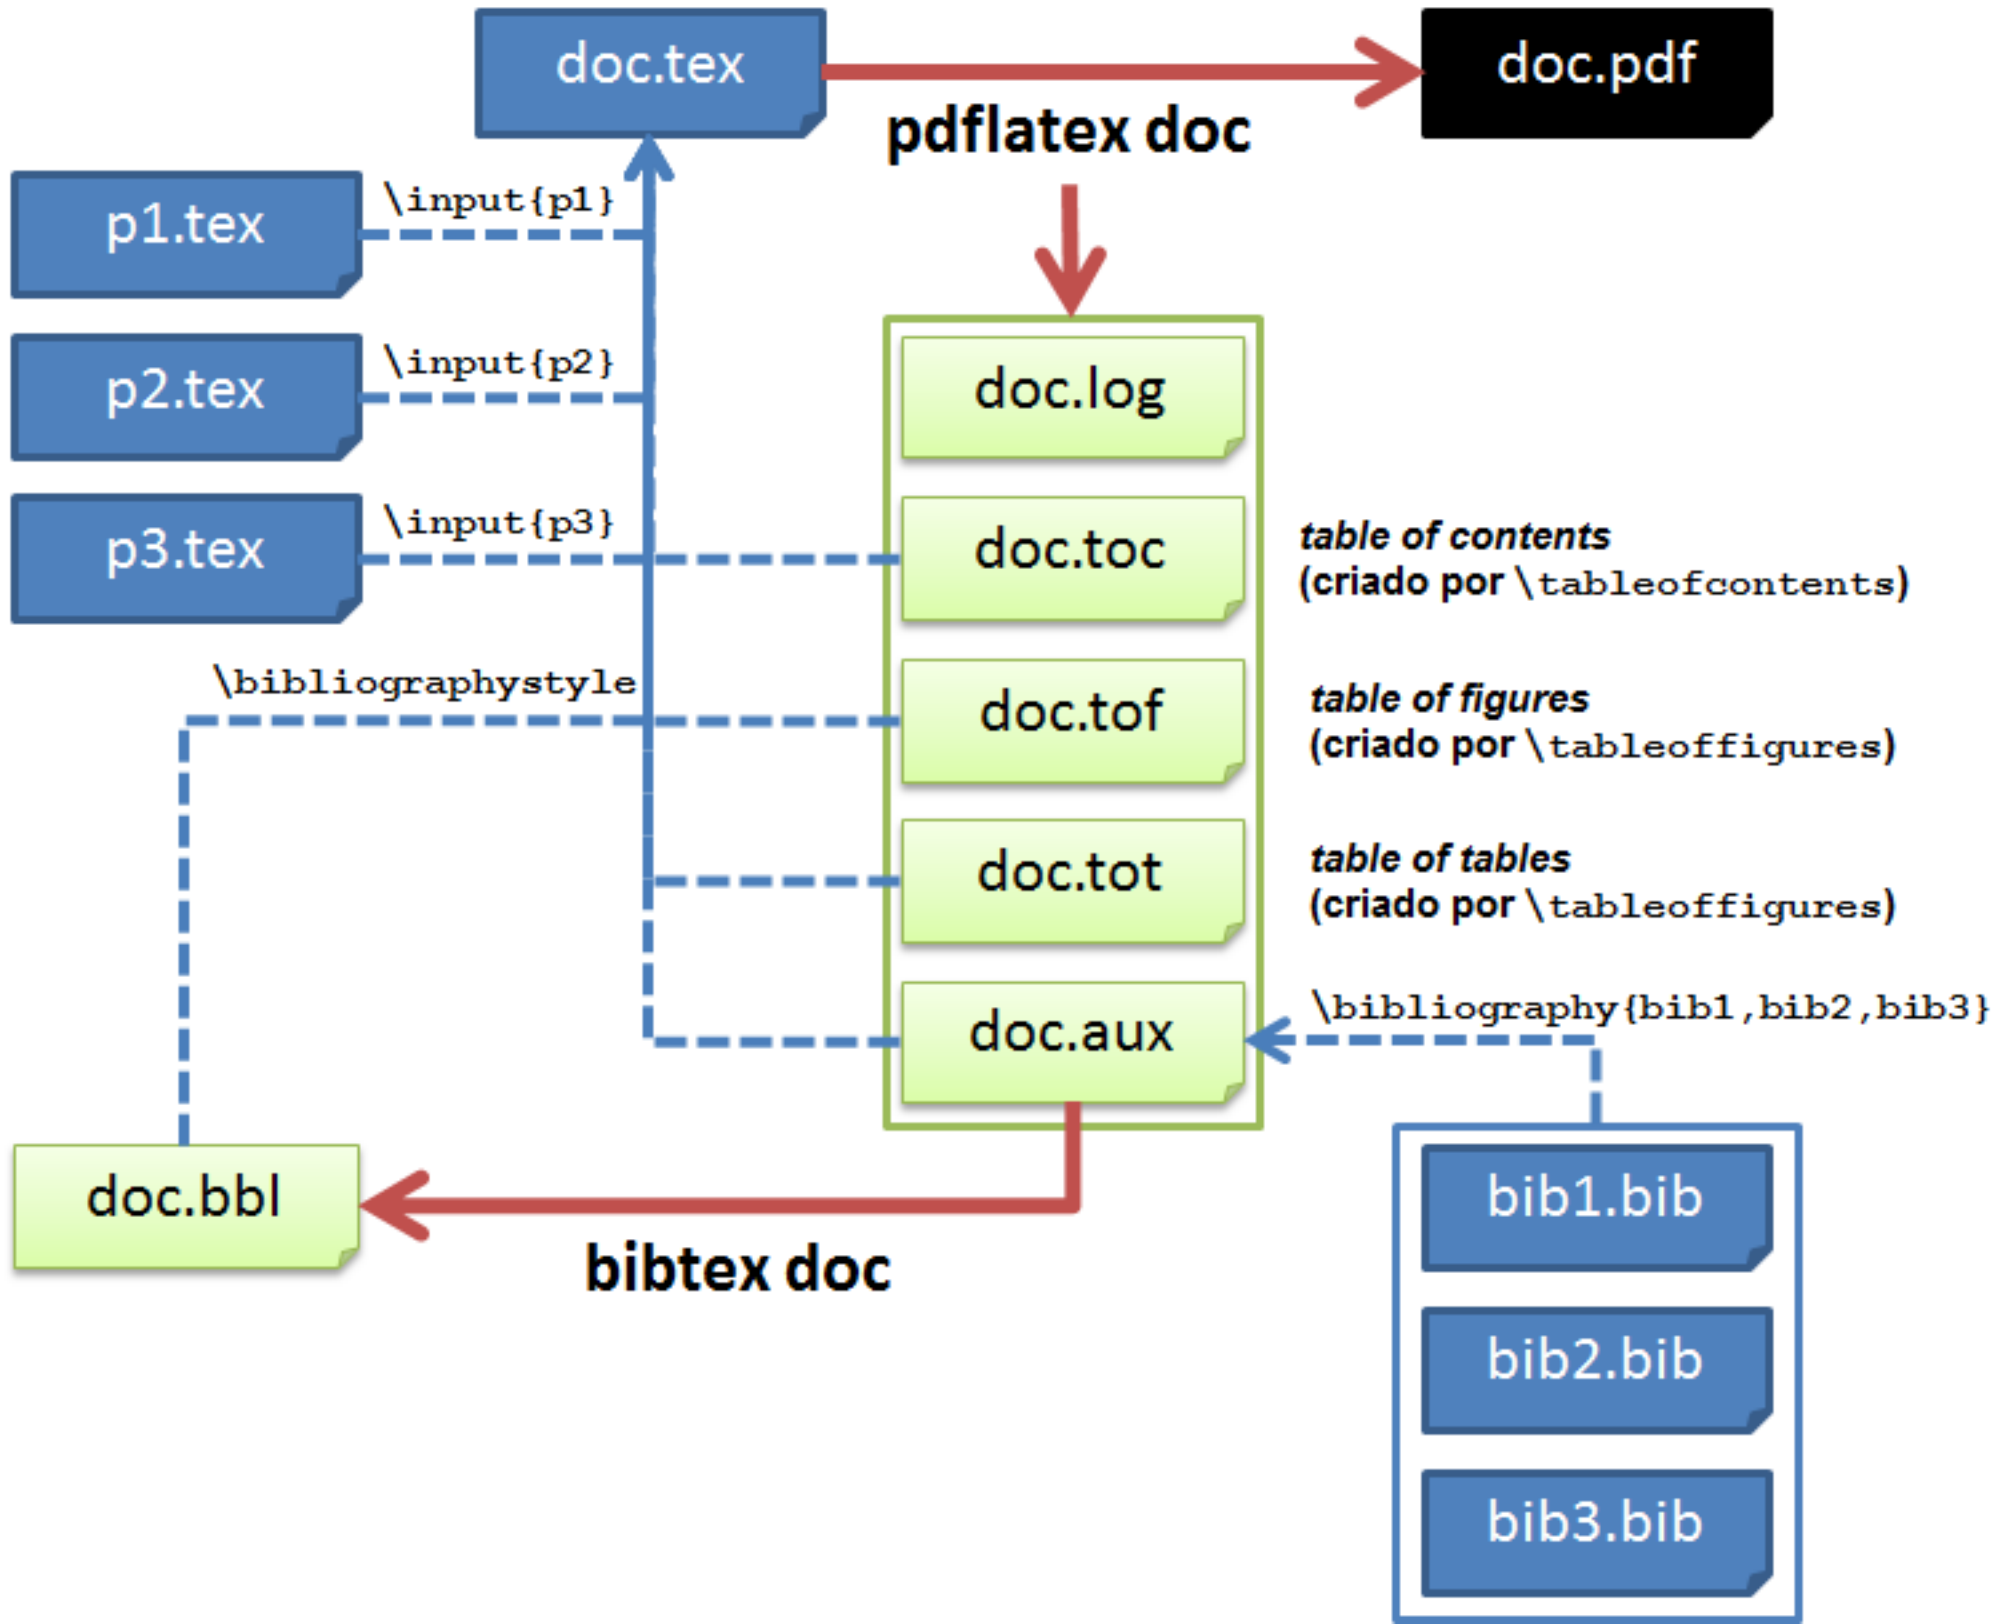 doc.tex
doc.pdf
pdflatex doc
p1.tex
\input{p1}
p2.tex
\input{p2}
p3.tex
\input{p3}
doc.log
doc.toc
table of contents
(criado por \tableofcontents)
\bibliographystyle
doc.tof
table of figures
(criado por \tableoffigures)
doc.tot
table of tables
(criado por \tableoffigures)
doc.aux
\bibliography{bib1,bib2,bib3}
doc.bbl
bibtex doc
bib1.bib
bib2.bib
bib3.bib